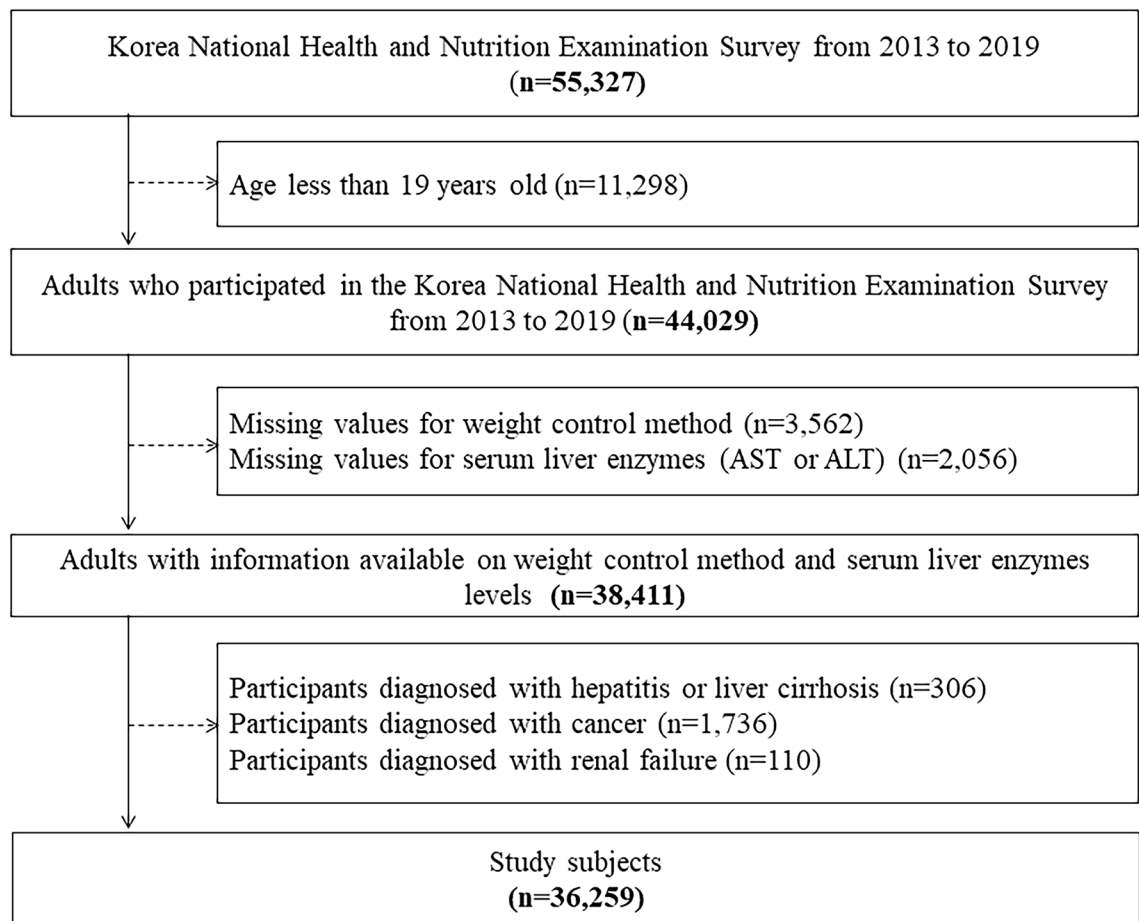 Korea National Health and Nutrition Examination Survey from 2013 to 2019
(n=55,327)
Age less than 19 years old (n=11,298)
Adults who participated in the Korea National Health and Nutrition Examination Survey
from 2013 to 2019 (n=44,029)
Missing values for weight control method (n=3,562)
Missing values for serum liver enzymes (AST or ALT) (n=2,056)
Adults with information available on weight control method and serum liver enzymes
levels (n=38,411)
Participants diagnosed with hepatitis or liver cirrhosis (n=306)
Participants diagnosed with cancer (n=1,736)
Participants diagnosed with renal failure (n=110)
Study subjects
(n=36,259)